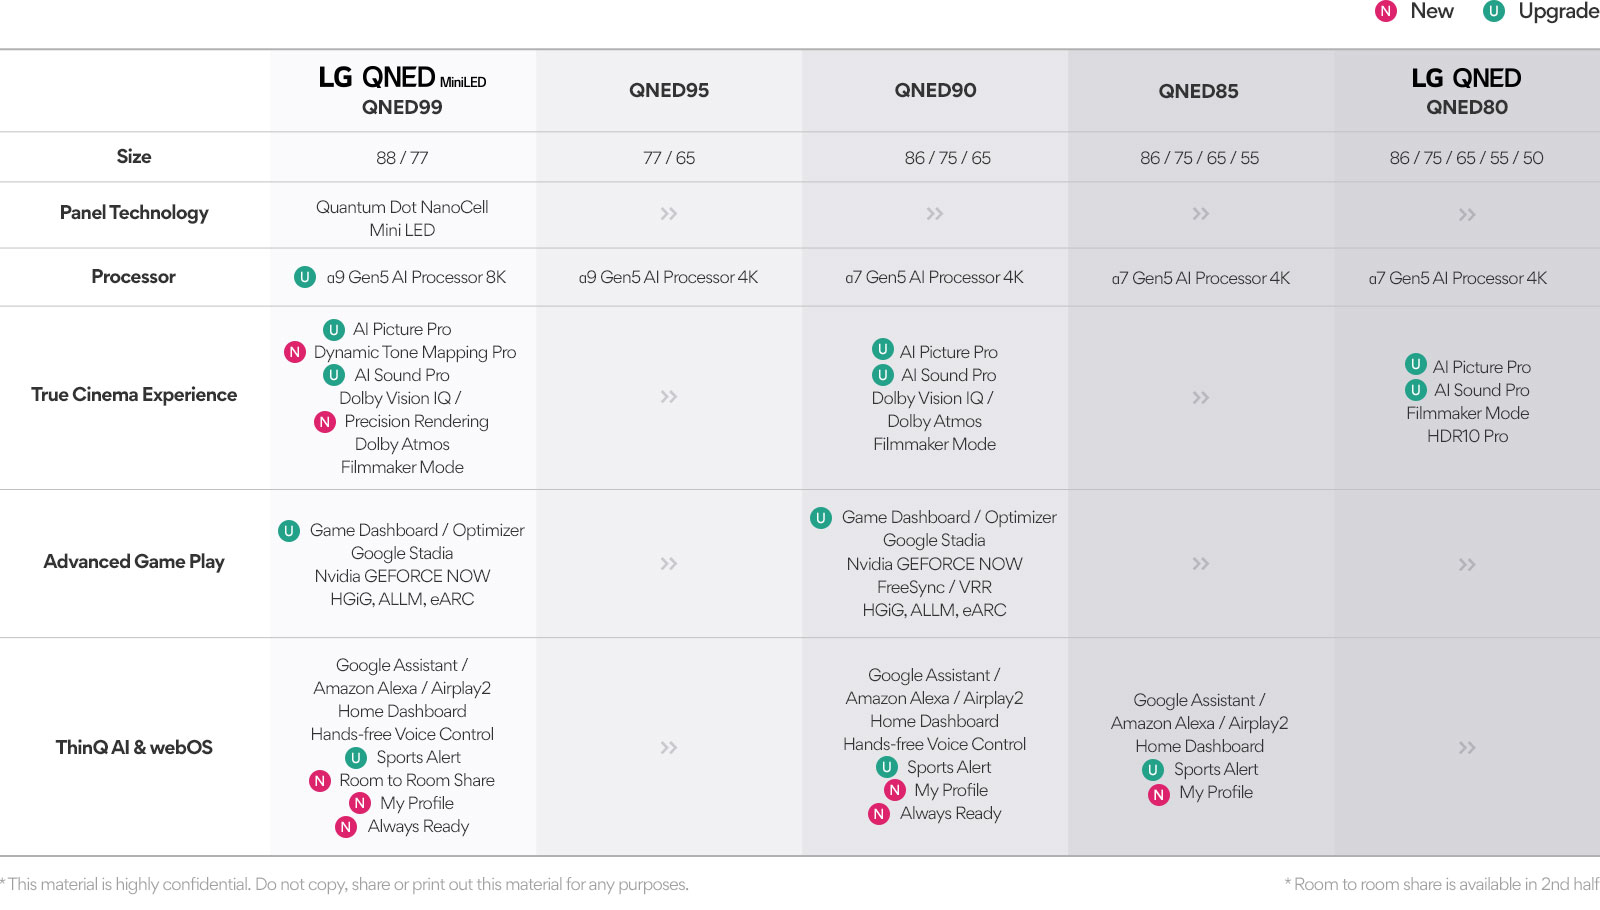 N New U Upgrade
LG QNED MiniLED
QNED99
QNED95
QNED90
QNED85
LG QNED
QNED80
Size
88 / 77
77 / 65
86 / 75 / 65
86 / 75 / 65 / 55
86 / 75 / 65 / 55 / 50
Panel Technology
Quantum Dot NanoCell
Mini LED
»
»
»
»
Processor
U α9 Gen5 AI Processor 8K
α9 Gen5 AI Processor 4K
α7 Gen5 AI Processor 4K
α7 Gen5 AI Processor 4K
α7 Gen5 AI Processor 4K
True Cinema Experience
U AI Picture Pro
N Dynamic Tone Mapping Pro
U AI Sound Pro
Dolby Vision IQ /
N Precision Rendering
Dolby Atmos
Filmmaker Mode
»
U AI Picture Pro
U AI Sound Pro
Dolby Vision IQ /
Dolby Atmos
Filmmaker Mode
»
U AI Picture Pro
U AI Sound Pro
Filmmaker Mode
HDR10 Pro
Advanced Game Play
U Game Dashboard / Optimizer
Google Stadia
Nvidia GEFORCE NOW
HGiG, ALLM, eARC
»
U Game Dashboard / Optimizer
Google Stadia
Nvidia GEFORCE NOW
FreeSync / VRR
HGiG, ALLM, eARC
»
»
ThinQ AI & webOS
Google Assistant /
Amazon Alexa / Airplay2
Home Dashboard
Hands-free Voice Control
U Sports Alert
N Room to Room Share
N My Profile
N Always Ready
»
Google Assistant /
Amazon Alexa / Airplay2
Home Dashboard
Hands-free Voice Control
U Sports Alert
N My Profile
N Always Ready
Google Assistant /
Amazon Alexa / Airplay2
Home Dashboard
U Sports Alert
N My Profile
»
* This material is highly confidential. Do not copy, share or print out this material for any purposes.
* Room to room share is available in 2nd half